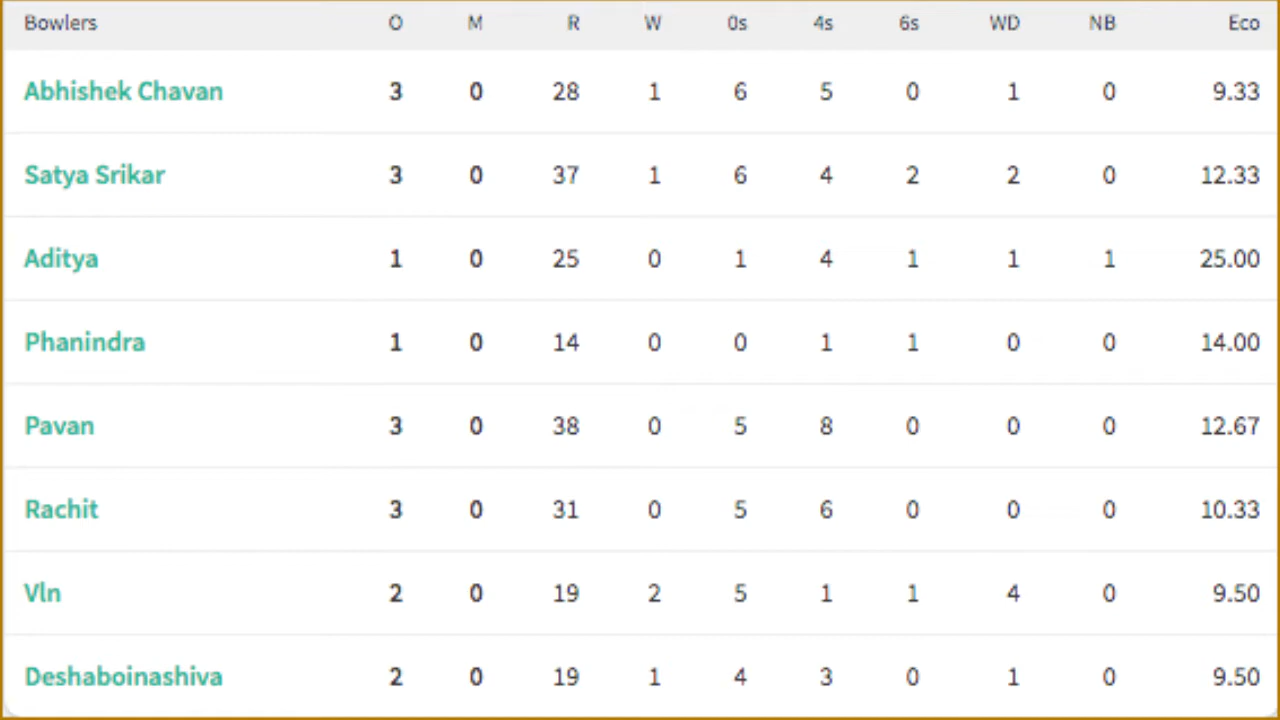 Bowlers O M R W 0s 4s 6s WD NB Eco
Abhishek Chavan 3 0 28 1 6 5 0 1 0 9.33
Satya Srikar 3 0 37 1 6 4 2 2 0 12.33
Aditya 1 0 25 0 1 4 1 1 1 25.00
Phanindra 1 0 14 0 0 1 1 0 0 14.00
Pavan 3 0 38 0 5 8 0 0 0 12.67
Rachit 3 0 31 0 5 6 0 0 0 10.33
Vln 2 0 19 2 5 1 1 4 0 9.50
Deshaboinashiva 2 0 19 1 4 3 0 1 0 9.50